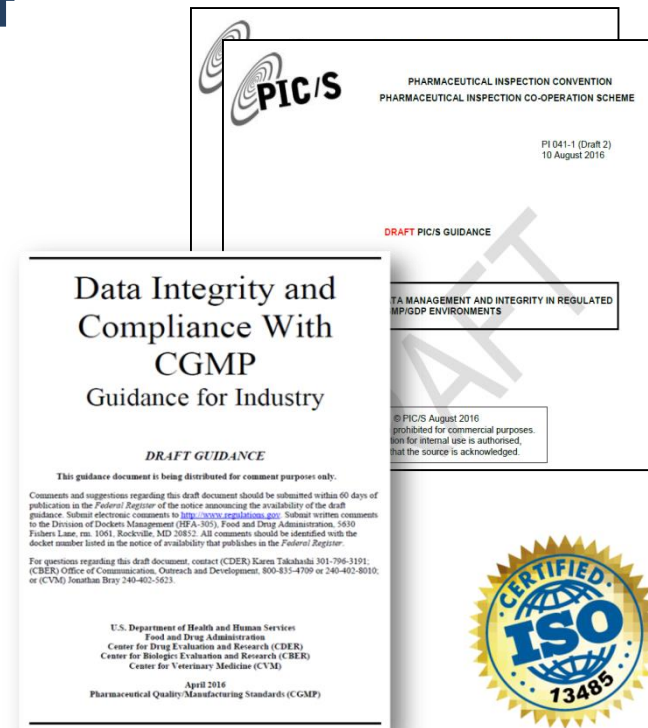 PIC/S
PHARMACEUTICAL INSPECTION CONVENTION
PHARMACEUTICAL INSPECTION CO-OPERATION SCHEME
PI 041-1 (Draft 2)
10 August 2016
DRAFT PIC/S GUIDANCE
TA MANAGEMENT AND INTEGRITY IN REGULATED
MP/GDP ENVIRONMENTS
© PIC/S August 2016
prohibited for commercial purposes.
tion for internal use is authorised,
that the source is acknowledged.
AFT
Data Integrity and
Compliance With
CGMP
Guidance for Industry
DRAFT GUIDANCE
This guidance document is being distributed for comment purposes only.
Comments and suggestions regarding this draft document should be submitted within 60 days of
publication in the Federal Register of the notice announcing the availability of the draft
guidance. Submit electronic comments to http://www.regulations.gov. Submit written comments
to the Division of Dockets Management (HFA-305), Food and Drug Administration, 5630
Fishers Lane, rm. 1061, Rockville, MD 20852. All comments should be identified with the
docket number listed in the notice of availability that publishes in the Federal Register.
For questions regarding this draft document, contact (CDER) Karen Takahashi 301-796-3191;
(CBER) Office of Communication, Outreach and Development, 800-835-4709 or 240-402-8010;
or (CVM) Jonathan Bray 240-402-5623.
U.S. Department of Health and Human Services
Food and Drug Administration
Center for Drug Evaluation and Research (CDER)
Center for Biologics Evaluation and Research (CBER)
Center for Veterinary Medicine (CVM)
April 2016
Pharmaceutical Quality/Manufacturing Standards (CGMP)
CERTIFIED
ISO
13485